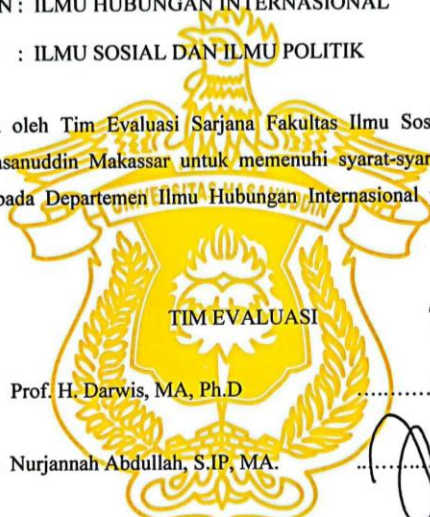 N : ILMU HUBUNGAN INTERNASIONAL
: ILMU SOSIAL DAN ILMU POLITIK
oleh Tim Evaluasi Sarjana Fakultas Ilmu Sos
asanuddin Makassar untuk memenuhi syarat-syar
pada Departemen Ilmu Hubungan Internasional
UNIVERSITAS HASANUDDIN
TIM EVALUASI
Prof. H. Darwis, MA, Ph.D ............
Nurjannah Abdullah, S.IP, MA. ............